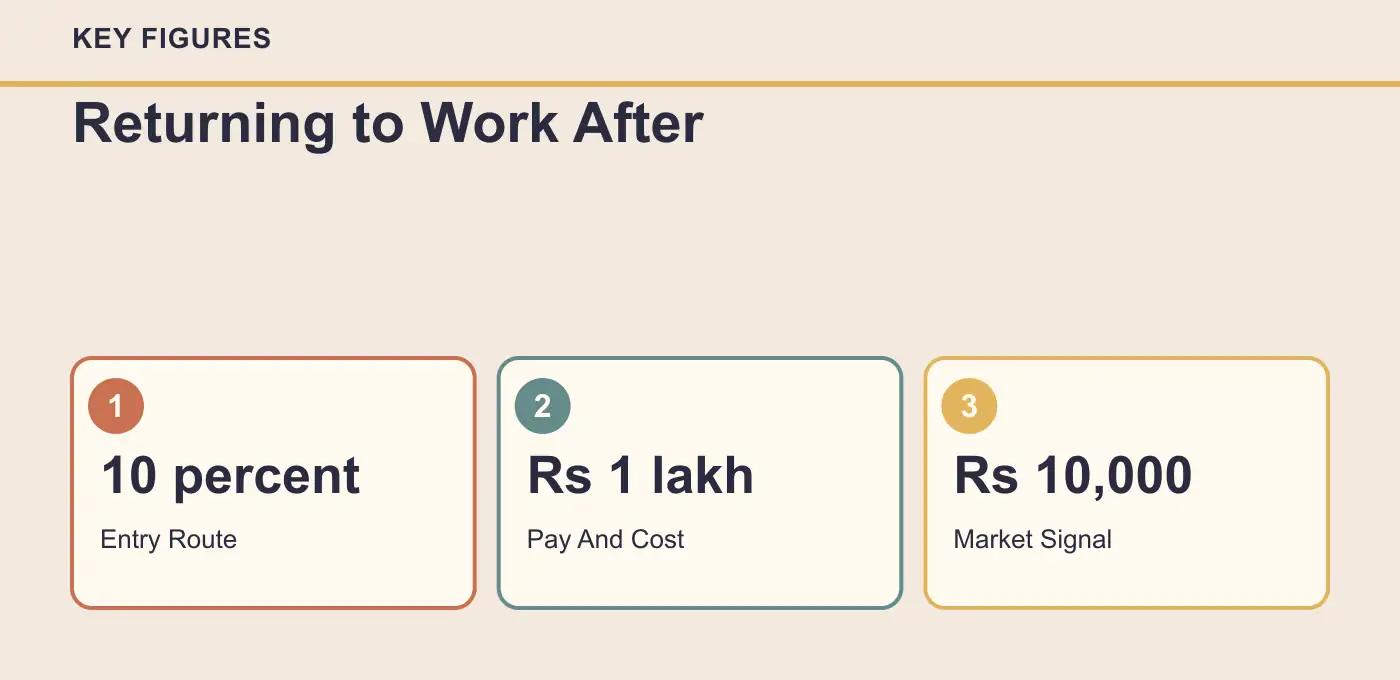 KEY FIGURES
Returning to Work After
1
10 percent
Entry Route
2
Rs 1 lakh
Pay And Cost
3
Rs 10,000
Market Signal